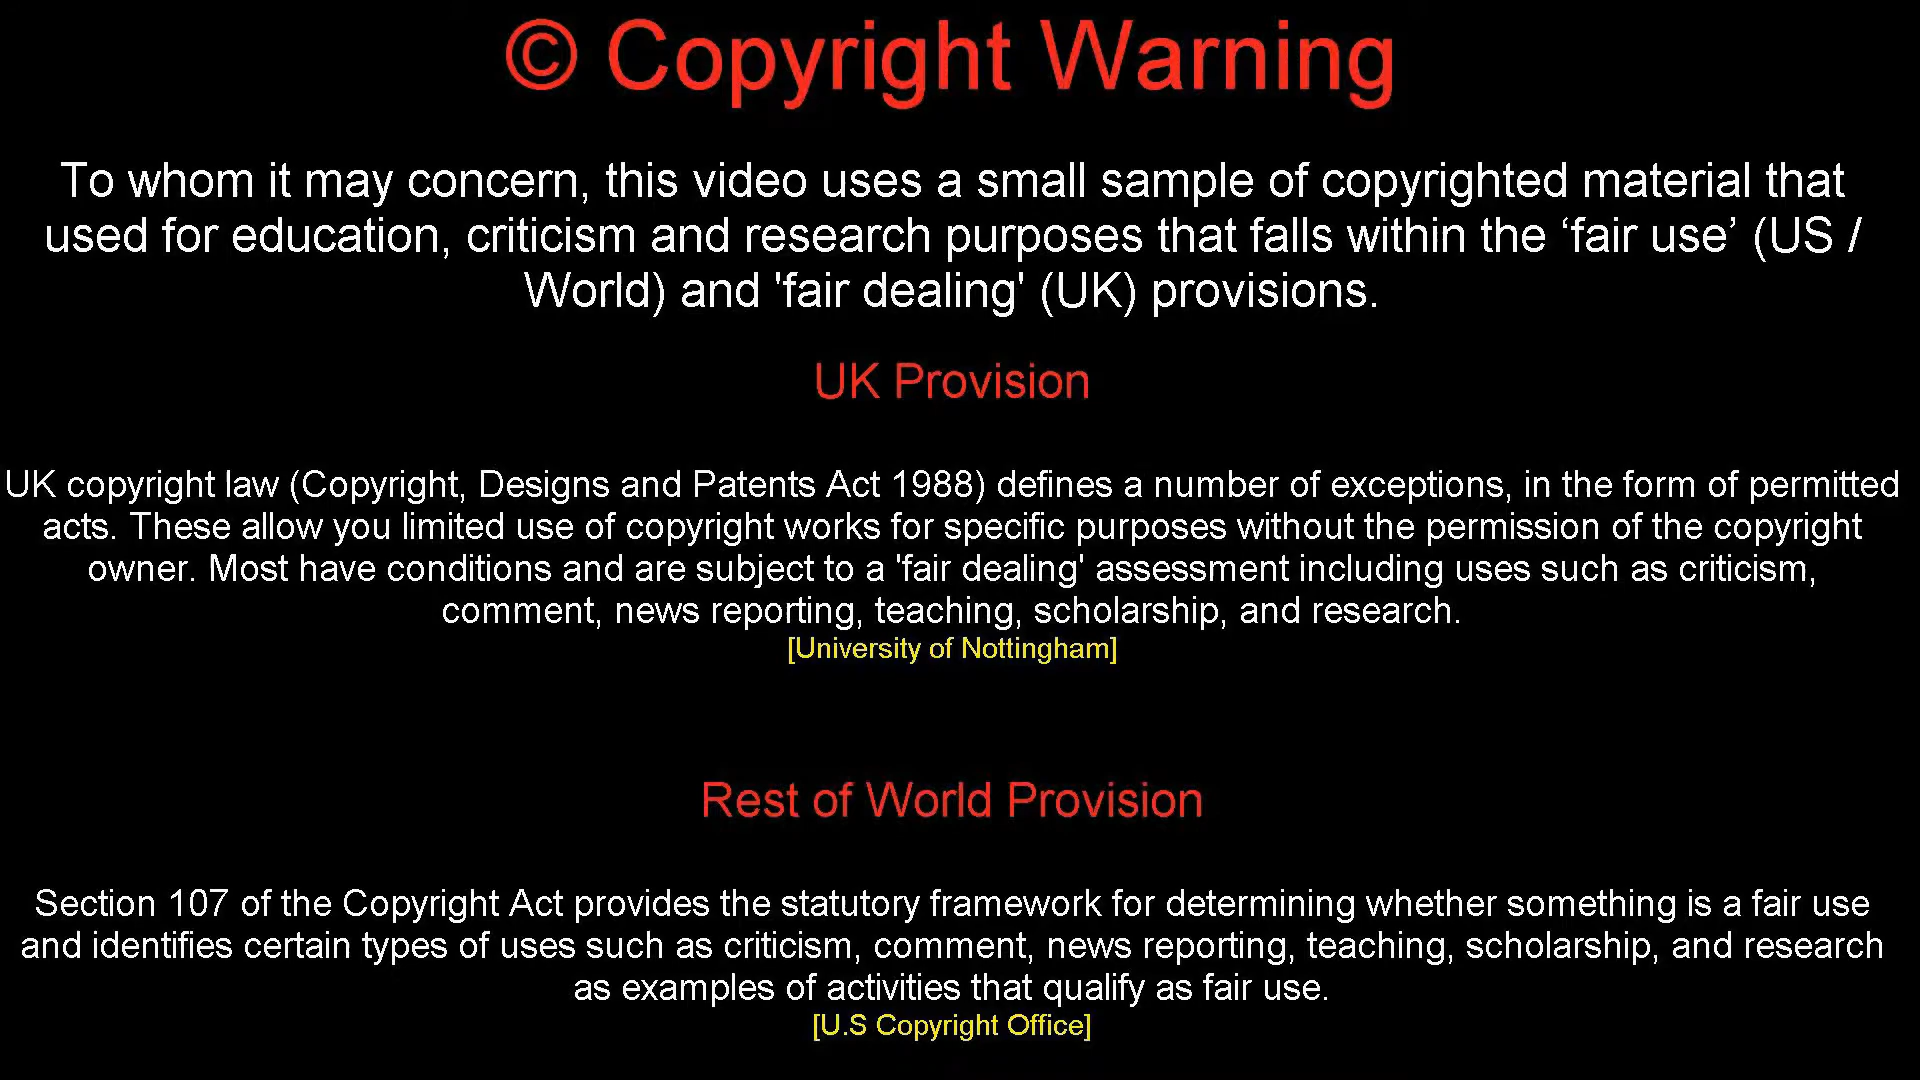 © Copyright Warning
To whom it may concern, this video uses a small sample of copyrighted material that
used for education, criticism and research purposes that falls within the ‘fair use’ (US /
World) and 'fair dealing' (UK) provisions.
UK Provision
UK copyright law (Copyright, Designs and Patents Act 1988) defines a number of exceptions, in the form of permitted
acts. These allow you limited use of copyright works for specific purposes without the permission of the copyright
owner. Most have conditions and are subject to a 'fair dealing' assessment including uses such as criticism,
comment, news reporting, teaching, scholarship, and research.
[University of Nottingham]
Rest of World Provision
Section 107 of the Copyright Act provides the statutory framework for determining whether something is a fair use
and identifies certain types of uses such as criticism, comment, news reporting, teaching, scholarship, and research
as examples of activities that qualify as fair use.
[U.S Copyright Office]